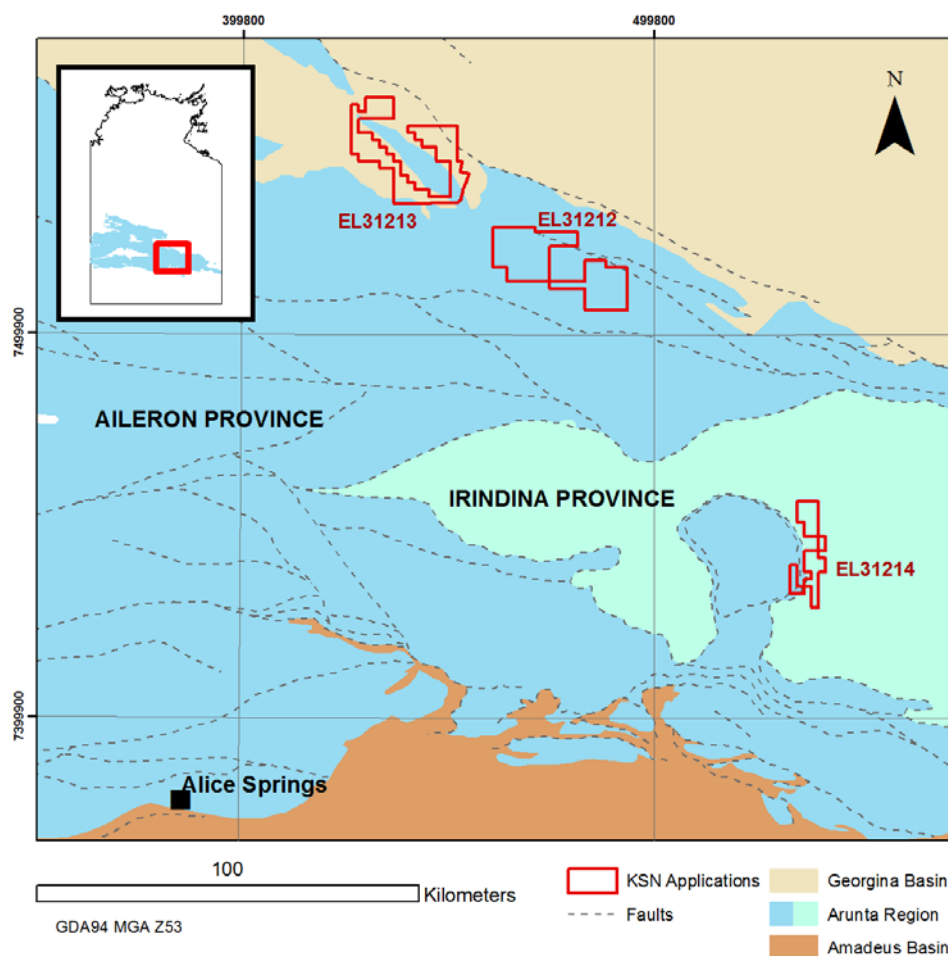 399800
499800
N
EL31213
EL31212
7499900
AILERON PROVINCE
IRINDINA PROVINCE
EL31214
7399900
Alice Springs
100
Kilometers
GDA94 MGA Z53
KSN Applications
Faults
Georgina Basin
Arunta Region
Amadeus Basin